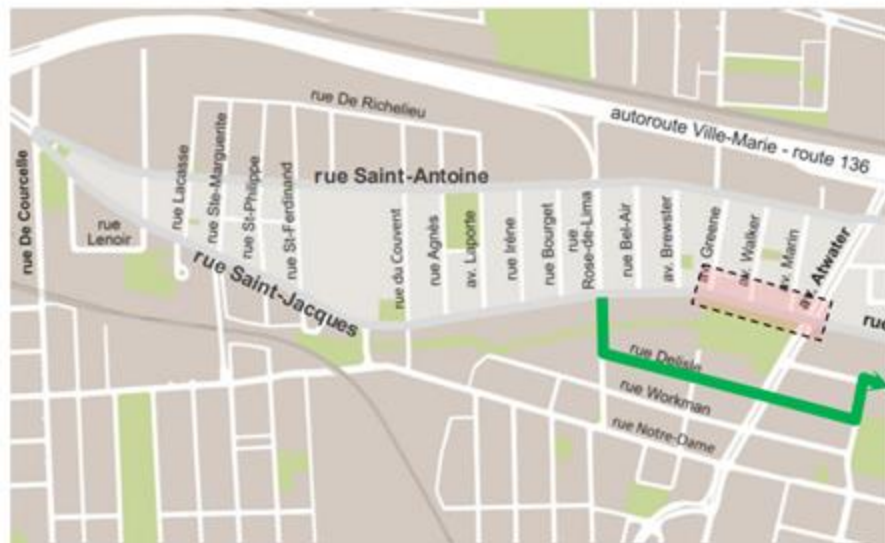 rue De Richelieu
autoroute Ville-Marie - route 136
rue Saint-Antoine
rue De Courcelle
rue
Lenoir
rue Lacasse
rue Ste-Marguerite
rue St-Philippe
rue St-Ferdinand
rue Saint-Jacques
rue du Couvent
rue Agnès
av. Laporte
rue Irène
rue Bourget
rue
Rose-de-Lima
rue Bel-Air
av. Brewster
av. Greene
av. Walker
av. Marin
av. Atwater
rue
rue Delisle
rue Workman
rue Notre-Dame